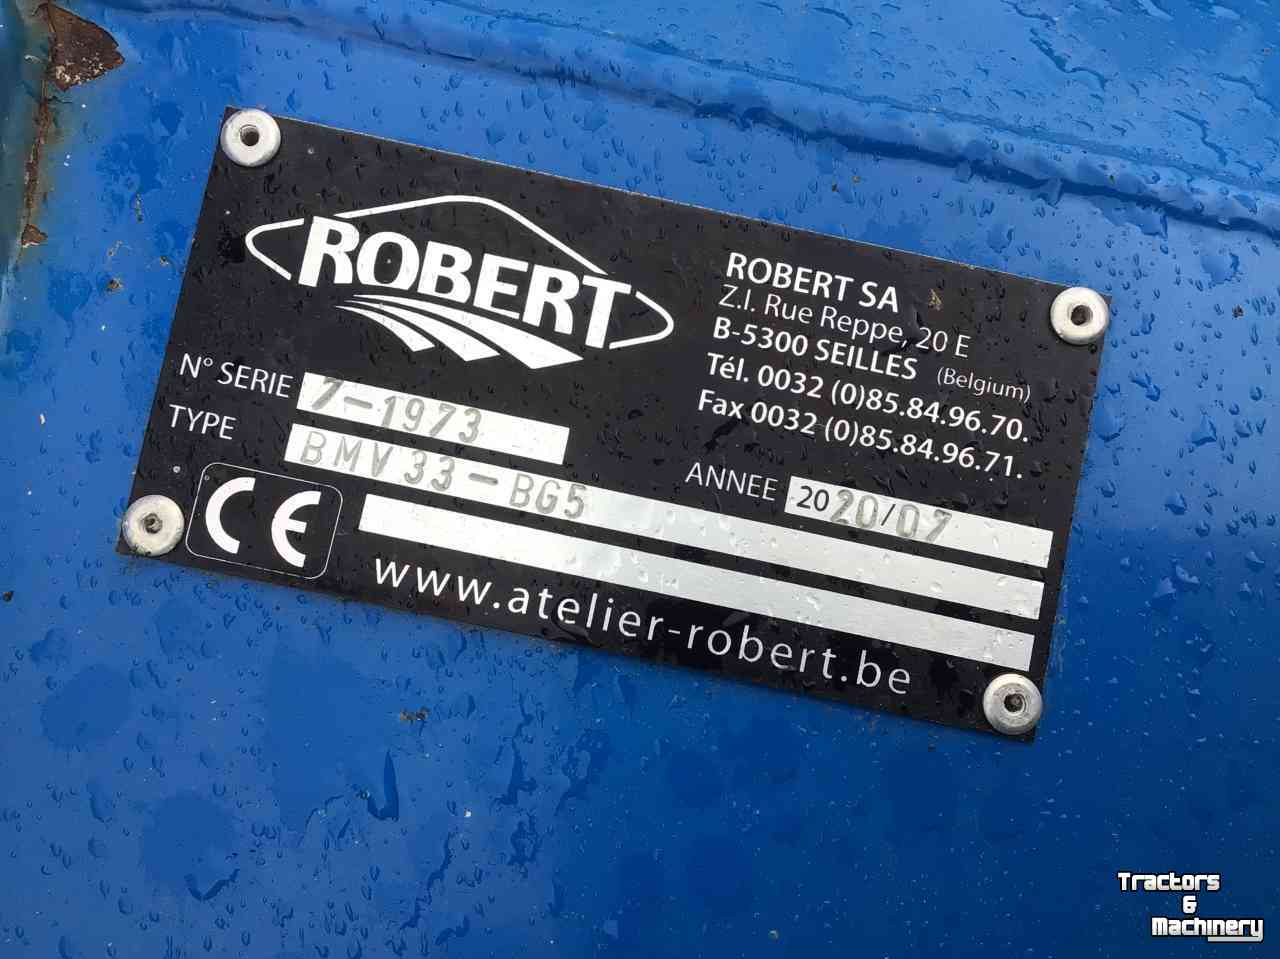 ROBERT
ROBERT SA
Z.I. Rue Reppe, 20 E
B-5300 SEILLES (Belgium)
Tél. 0032 (0)85.84.96.70.
Fax 0032 (0)85.84.96.71.
N° SERIE 7-1973
TYPE BMV33-BG5
ANNEE 2020/07
CE
www.atelier-robert.be
Tractors
&
Machinery